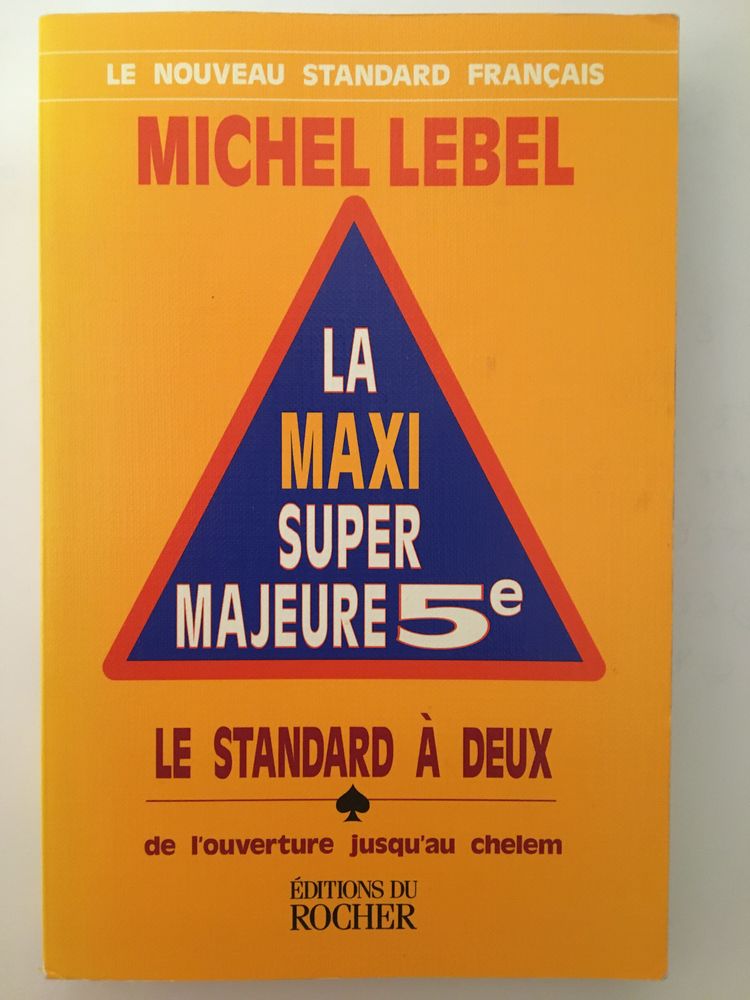 LE NOUVEAU STANDARD FRANÇAIS
MICHEL LEBEL
LA
MAXI
SUPER
MAJEURE 5e
LE STANDARD À DEUX
de l'ouverture jusqu'au chelem
ÉDITIONS DU
ROCHER